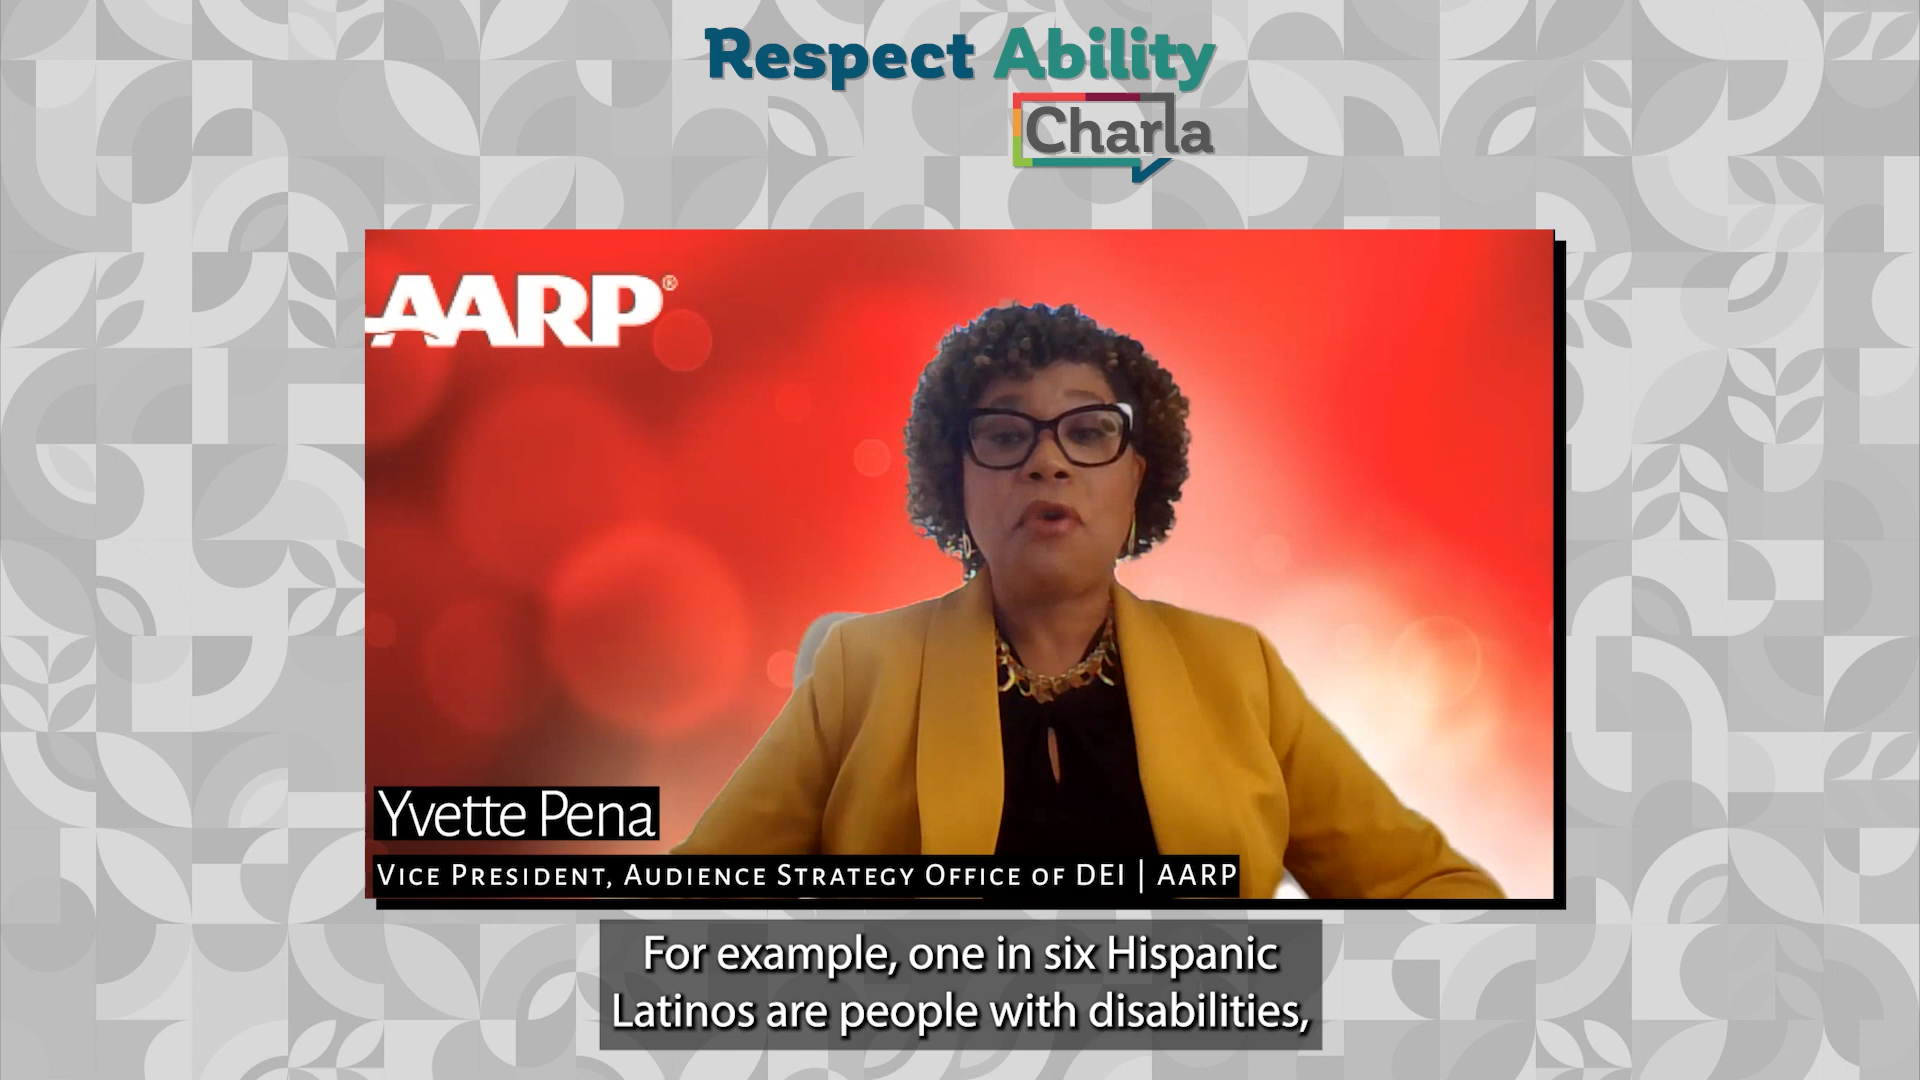 Respect Ability
Charla
AARP®
Yvette Pena
VICE PRESIDENT, AUDIENCE STRATEGY OFFICE OF DEI | AARP
For example, one in six Hispanic
Latinos are people with disabilities,